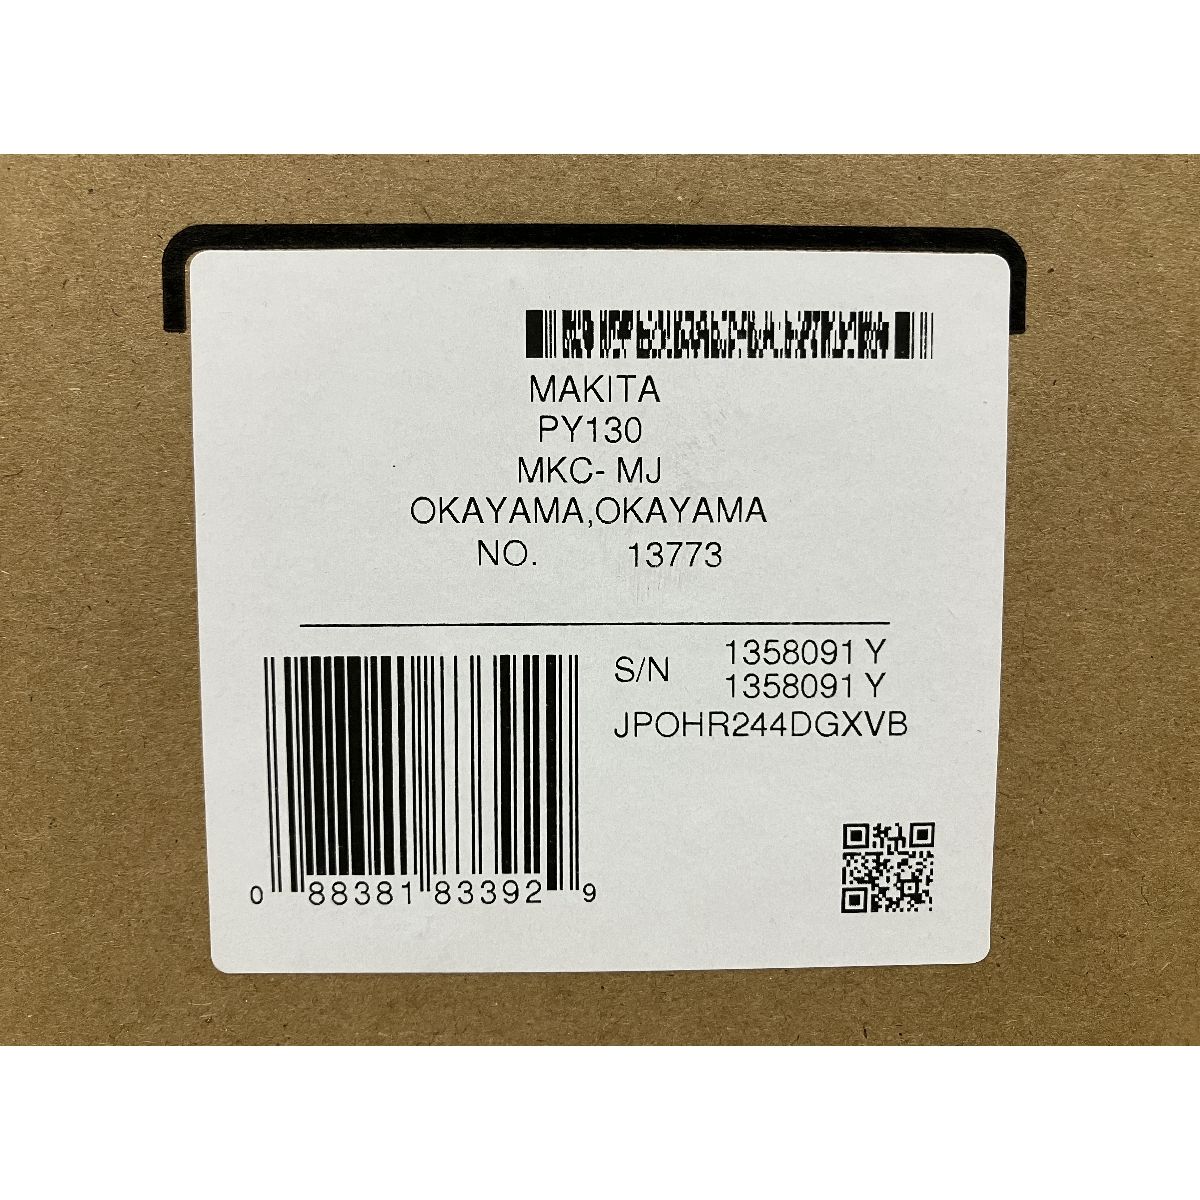 MAKITA
PY130
MKC- MJ
OKAYAMA,OKAYAMA
NO. 13773
S/N 1358091 Y
1358091 Y
JPOHR244DGXVB
0 88381 83392 9